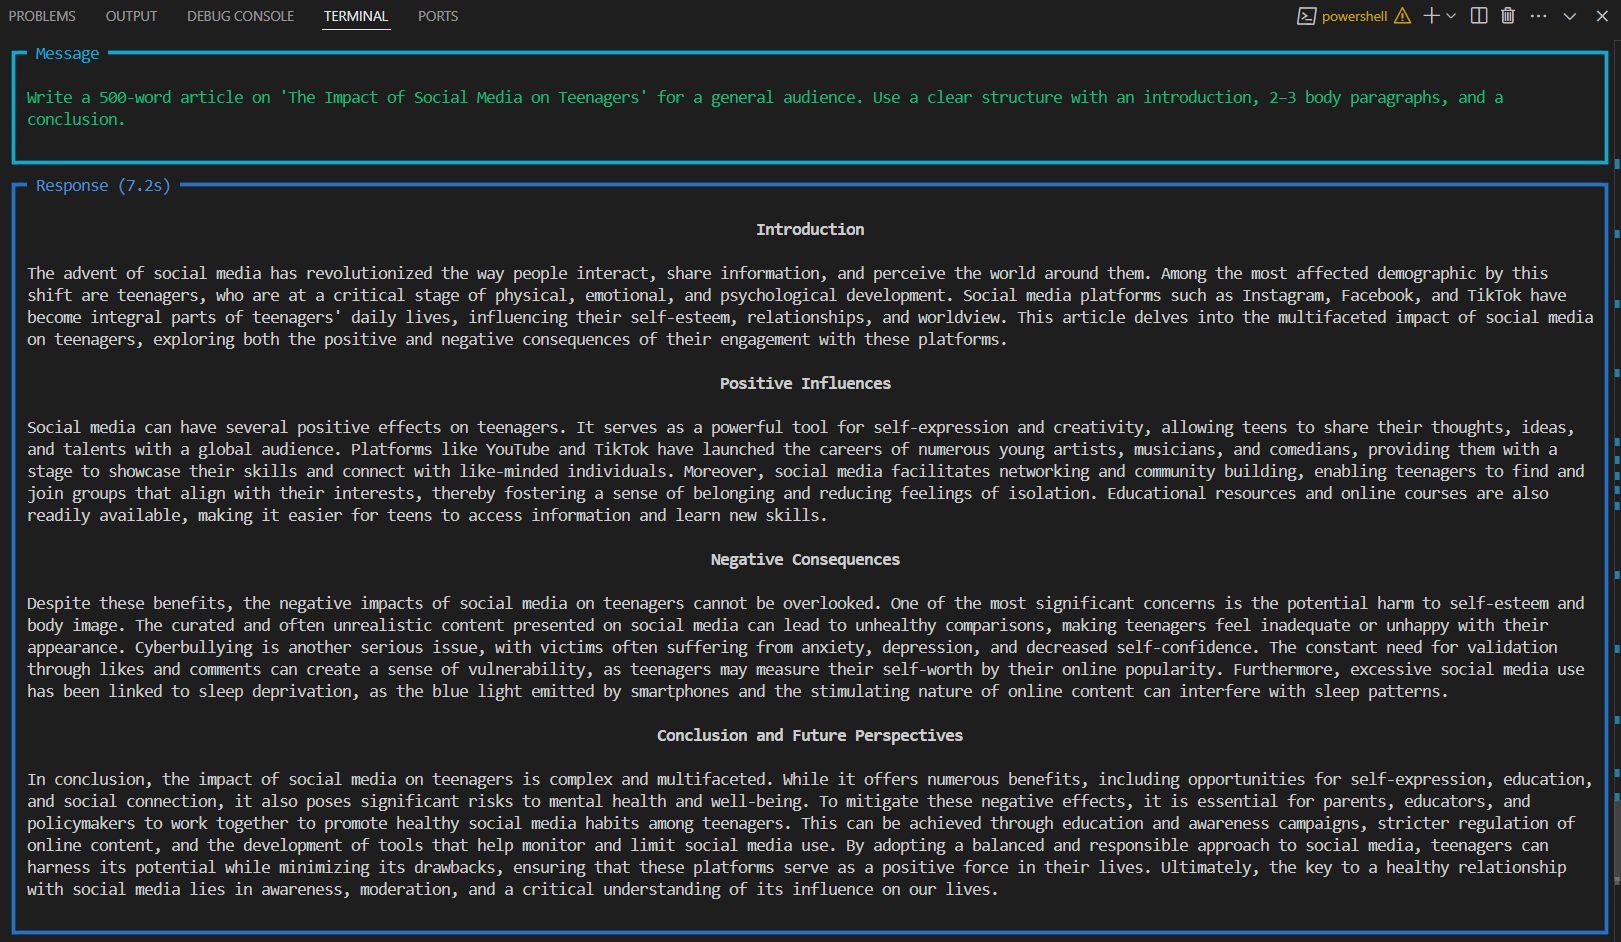 PROBLEMS OUTPUT DEBUG CONSOLE TERMINAL PORTS powershell
Message
Write a 500-word article on 'The Impact of Social Media on Teenagers' for a general audience. Use a clear structure with an introduction, 2–3 body paragraphs, and a
conclusion.
Response (7.2s)
Introduction
The advent of social media has revolutionized the way people interact, share information, and perceive the world around them. Among the most affected demographic by this
shift are teenagers, who are at a critical stage of physical, emotional, and psychological development. Social media platforms such as Instagram, Facebook, and TikTok have
become integral parts of teenagers' daily lives, influencing their self-esteem, relationships, and worldview. This article delves into the multifaceted impact of social media
on teenagers, exploring both the positive and negative consequences of their engagement with these platforms.
Positive Influences
Social media can have several positive effects on teenagers. It serves as a powerful tool for self-expression and creativity, allowing teens to share their thoughts, ideas,
and talents with a global audience. Platforms like YouTube and TikTok have launched the careers of numerous young artists, musicians, and comedians, providing them with a
stage to showcase their skills and connect with like-minded individuals. Moreover, social media facilitates networking and community building, enabling teenagers to find and
join groups that align with their interests, thereby fostering a sense of belonging and reducing feelings of isolation. Educational resources and online courses are also
readily available, making it easier for teens to access information and learn new skills.
Negative Consequences
Despite these benefits, the negative impacts of social media on teenagers cannot be overlooked. One of the most significant concerns is the potential harm to self-esteem and
body image. The curated and often unrealistic content presented on social media can lead to unhealthy comparisons, making teenagers feel inadequate or unhappy with their
appearance. Cyberbullying is another serious issue, with victims often suffering from anxiety, depression, and decreased self-confidence. The constant need for validation
through likes and comments can create a sense of vulnerability, as teenagers may measure their self-worth by their online popularity. Furthermore, excessive social media use
has been linked to sleep deprivation, as the blue light emitted by smartphones and the stimulating nature of online content can interfere with sleep patterns.
Conclusion and Future Perspectives
In conclusion, the impact of social media on teenagers is complex and multifaceted. While it offers numerous benefits, including opportunities for self-expression, education,
and social connection, it also poses significant risks to mental health and well-being. To mitigate these negative effects, it is essential for parents, educators, and
policymakers to work together to promote healthy social media habits among teenagers. This can be achieved through education and awareness campaigns, stricter regulation of
online content, and the development of tools that help monitor and limit social media use. By adopting a balanced and responsible approach to social media, teenagers can
harness its potential while minimizing its drawbacks, ensuring that these platforms serve as a positive force in their lives. Ultimately, the key to a healthy relationship
with social media lies in awareness, moderation, and a critical understanding of its influence on our lives.